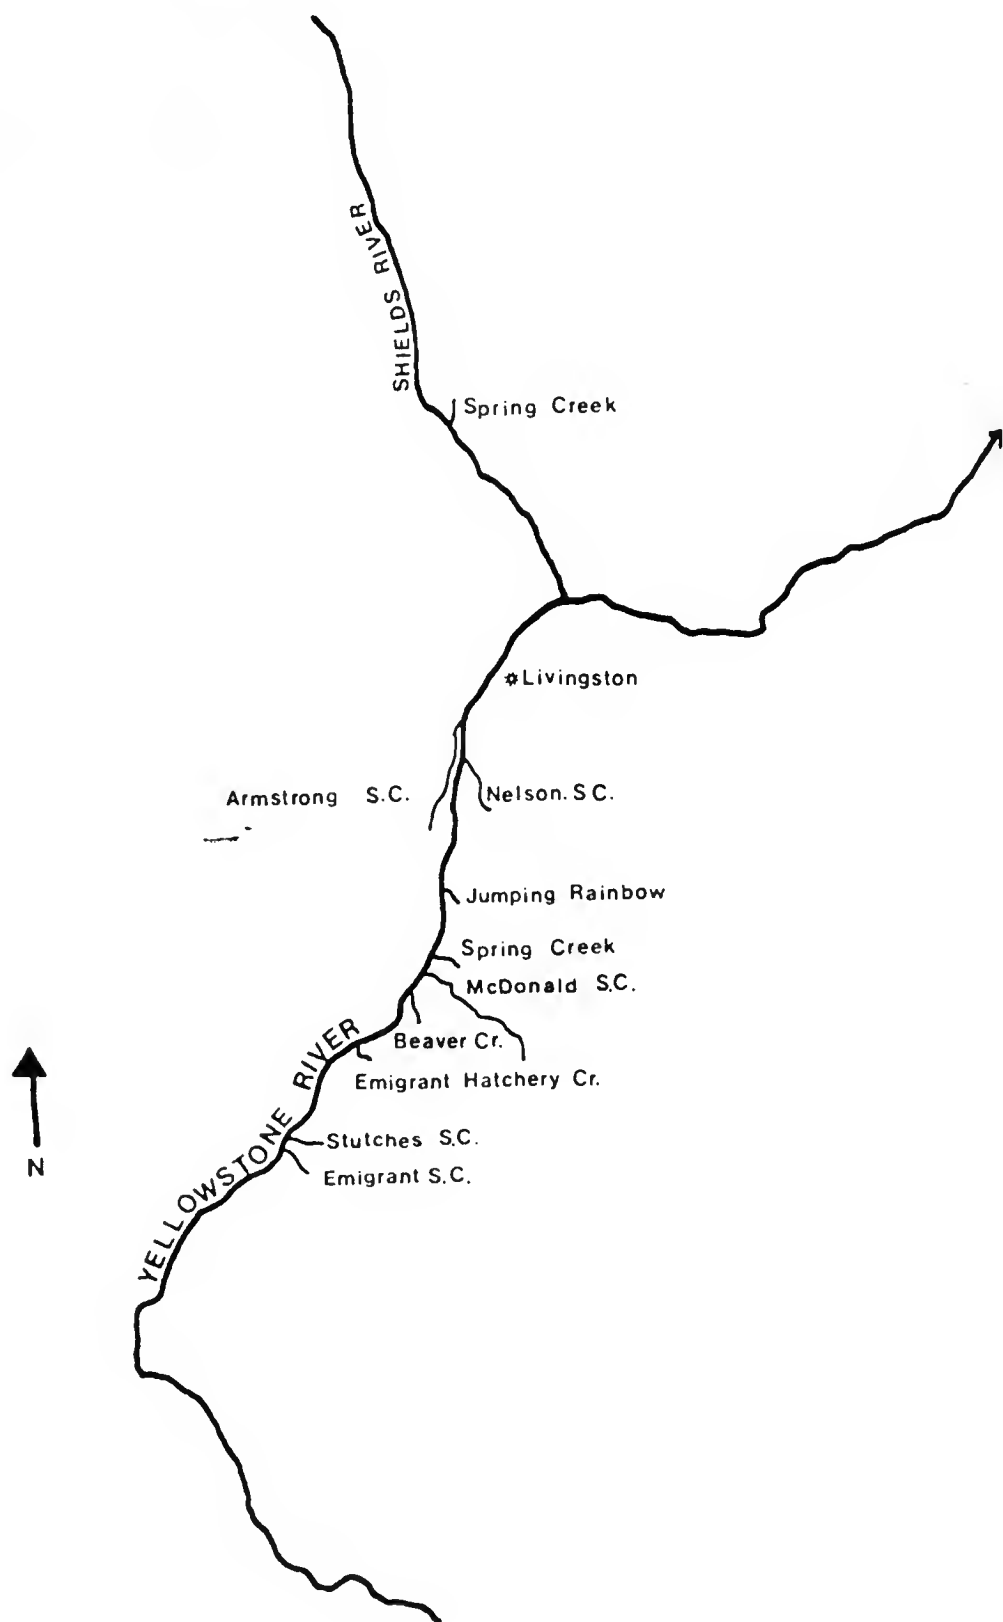 SHIELDS RIVER
Spring Creek
Livingston
Armstrong S.C.
Nelson. S C.
Jumping Rainbow
Spring Creek
McDonald S.C.
Beaver Cr.
Emigrant Hatchery Cr.
YELLOWSTONE RIVER
Stutches S.C.
Emigrant S.C.
N